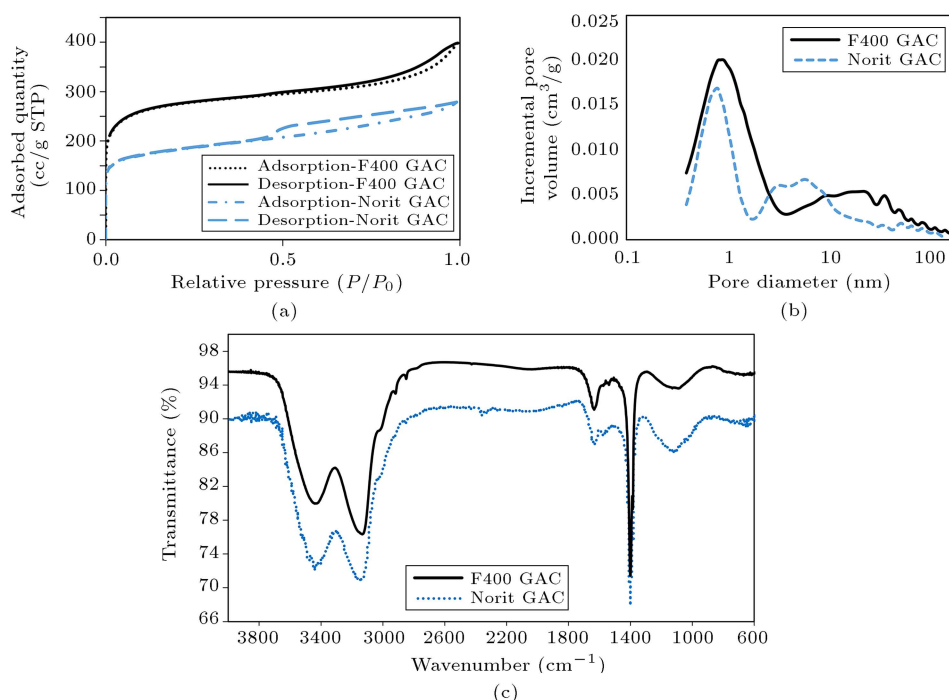 (a)
Adsorbed quantity
(cc/g STP)
400
300
200
100
0
Adsorption-F400 GAC
Desorption-F400 GAC
Adsorption-Norit GAC
Desorption-Norit GAC
0.0
0.5
1.0
Relative pressure (P/P0)
(a)
(b)
Incremental pore
volume (cm³/g)
0.025
0.020
0.015
0.010
0.005
0.000
F400 GAC
Norit GAC
0.1
1
10
100
Pore diameter (nm)
(b)
Transmittance (%)
98
94
90
86
82
78
74
70
66
F400 GAC
Norit GAC
3800
3400
3000
2600
2200
1800
1400
1000
600
Wavenumber (cm⁻¹)
(c)